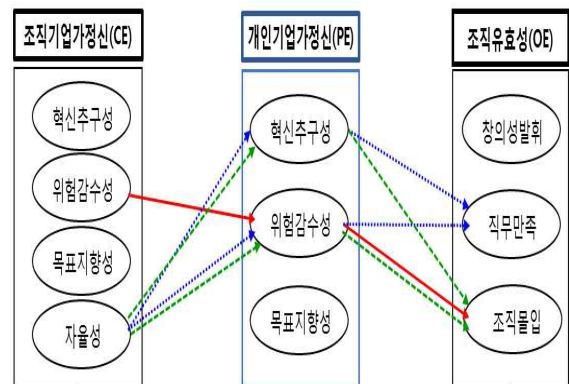 조직기업가정신(CE)
개인기업가정신(PE)
조직유효성(OE)
혁신추구성
위험감수성
목표지향성
자율성
혁신추구성
위험감수성
목표지향성
창의성발휘
직무만족
조직몰입